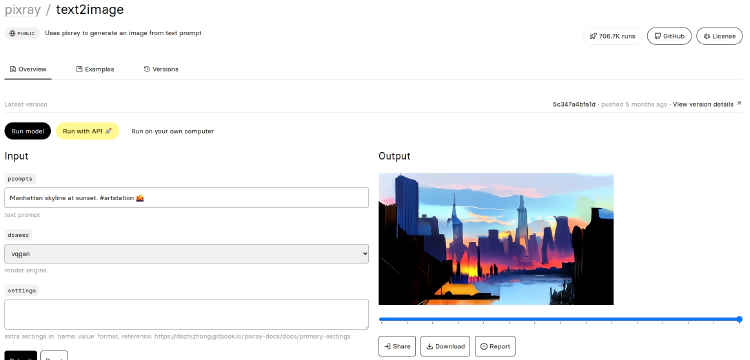 pixray / text2image
PUBLIC Uses pixray to generate an image from text prompt
706.7K runs GitHub License
Overview Examples Versions
Latest version
5c347a4bfa1d · pushed 5 months ago · View version details ↗
Run model Run with API 🚀 Run on your own computer
Input
prompts
Manhattan skyline at sunset. #artstation 🌇
text prompt
drawer
vqgan
render engine
settings
extra settings in `name: value` format. reference: https://dazhizhong.gitbook.io/pixray-docs/docs/primary-settings
Output
Share Download Report